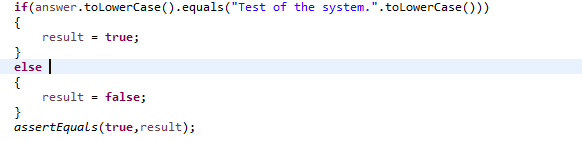 if(answer.toLowerCase().equals("Test of the system.".toLowerCase()))
{
    result = true;
}
else
{
    result = false;
}
assertEquals(true,result);